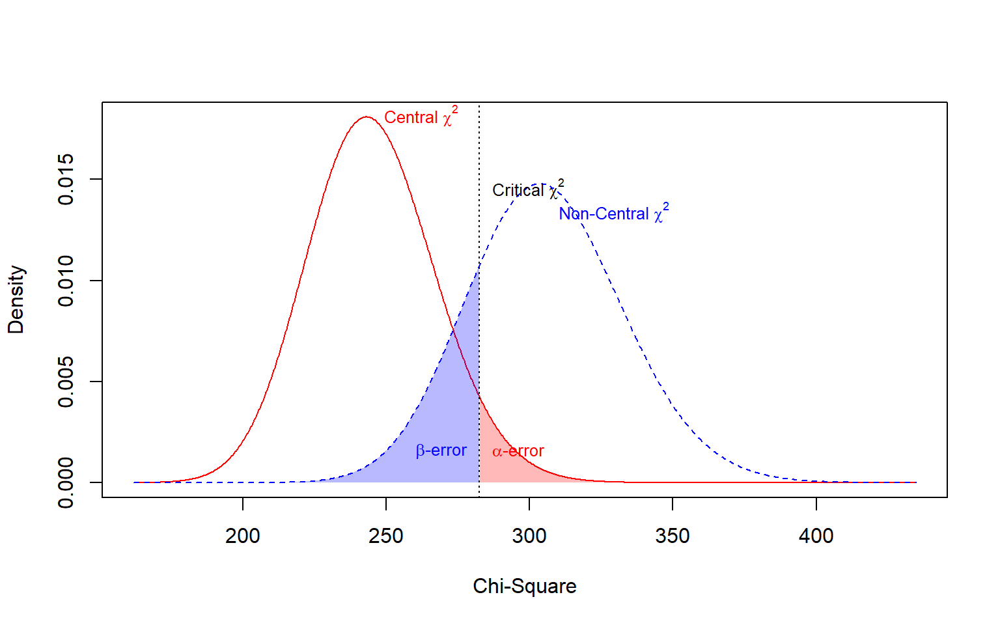 Central χ²
Critical χ²
Non-Central χ²
β-error
α-error
Density
0.000
0.005
0.010
0.015
200
250
300
350
400
Chi-Square